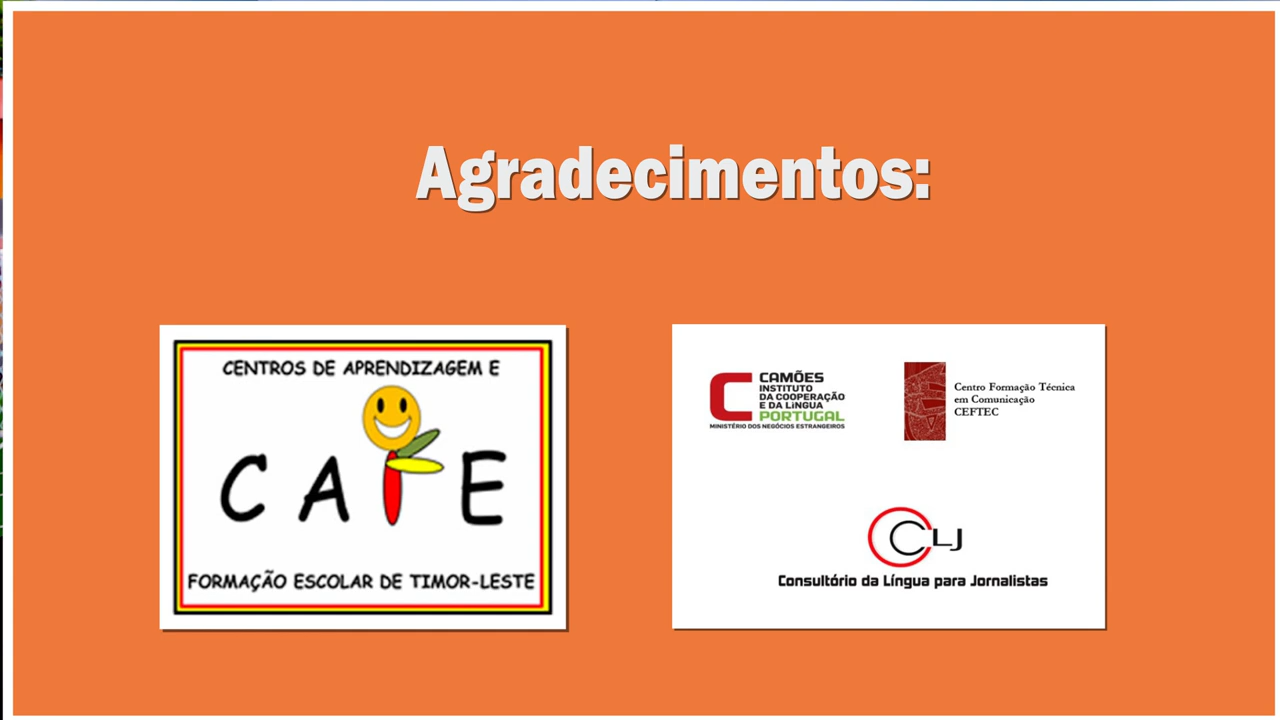 Agradecimentos:
CENTROS DE APRENDIZAGEM E
CAFE
FORMAÇÃO ESCOLAR DE TIMOR-LESTE
CAMÕES
INSTITUTO
DA COOPERAÇÃO
E DA LÍNGUA
PORTUGAL
MINISTÉRIO DOS NEGÓCIOS ESTRANGEIROS
Centro Formação Técnica
em Comunicação
CEFTEC
CLJ
Consultório da Língua para Jornalistas